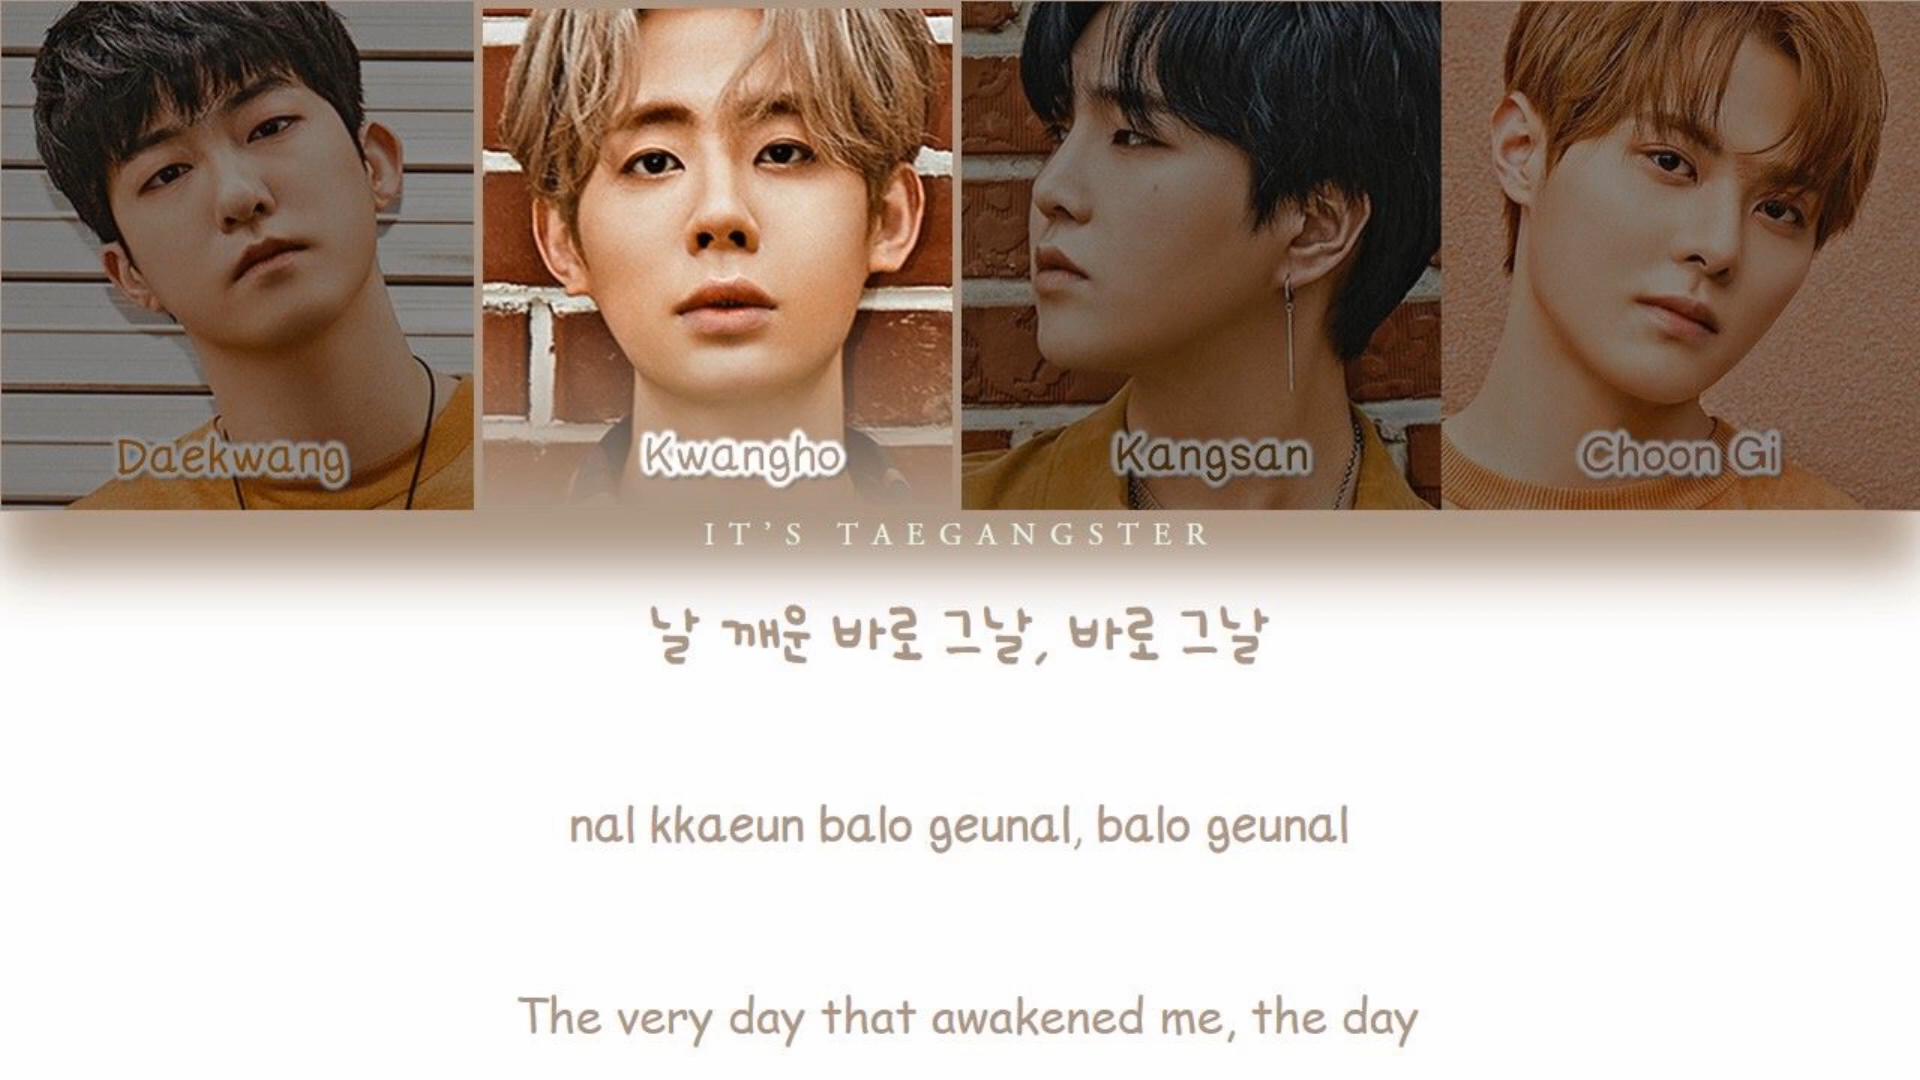 Daekwang
Kwangho
Kangsan
Choon Gi
IT'S TAEGANGSTER
날 깨운 바로 그날, 바로 그날
nal kkaeun balo geunal, balo geunal
The very day that awakened me, the day